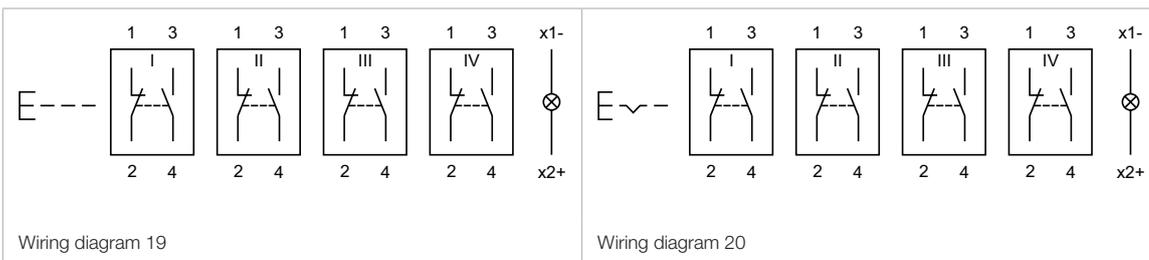 1 3 1 3 1 3 1 3 x1-
I II III IV
2 4 2 4 2 4 2 4 x2+
Wiring diagram 19
1 3 1 3 1 3 1 3 x1-
I II III IV
2 4 2 4 2 4 2 4 x2+
Wiring diagram 20